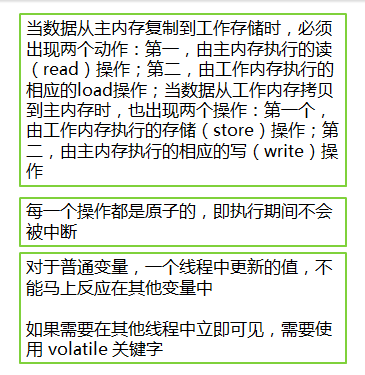 当数据从主内存复制到工作存储时，必须
出现两个动作：第一，由主内存执行的读
（read）操作；第二，由工作内存执行的
相应的load操作；当数据从工作内存拷贝
到主内存时，也出现两个操作：第一个，
由工作内存执行的存储（store）操作；第
二，由主内存执行的相应的写（write）操
作
每一个操作都是原子的，即执行期间不会
被中断
对于普通变量，一个线程中更新的值，不
能马上反应在其他变量中
如果需要在其他线程中立即可见，需要使
用 volatile 关键字